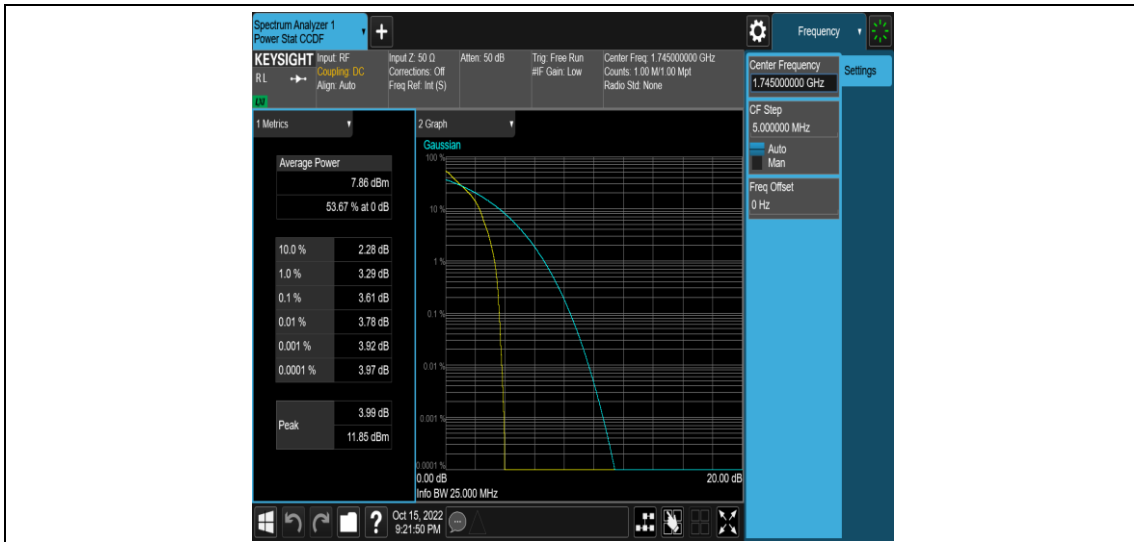 Spectrum Analyzer 1
Power Stat CCDF
+
Frequency
KEYSIGHT
RL
LXI
Input: RF
Coupling: DC
Align: Auto
Input Z: 50 Ω
Corrections: Off
Freq Ref: Int (S)
Atten: 50 dB
Trig: Free Run
#IF Gain: Low
Center Freq: 1.745000000 GHz
Counts: 1.00 M/1.00 Mpt
Radio Std: None
Center Frequency
1.745000000 GHz
Settings
CF Step
5.000000 MHz
Auto
Man
Freq Offset
0 Hz
1 Metrics
Average Power
7.86 dBm
53.67 % at 0 dB
10.0 % 2.28 dB
1.0 % 3.29 dB
0.1 % 3.61 dB
0.01 % 3.78 dB
0.001 % 3.92 dB
0.0001 % 3.97 dB
Peak
3.99 dB
11.85 dBm
2 Graph
Gaussian
100 %
10 %
1 %
0.1 %
0.01 %
0.001 %
0.0001 %
0.00 dB 20.00 dB
Info BW 25.000 MHz
?
Oct 15, 2022
9:21:50 PM